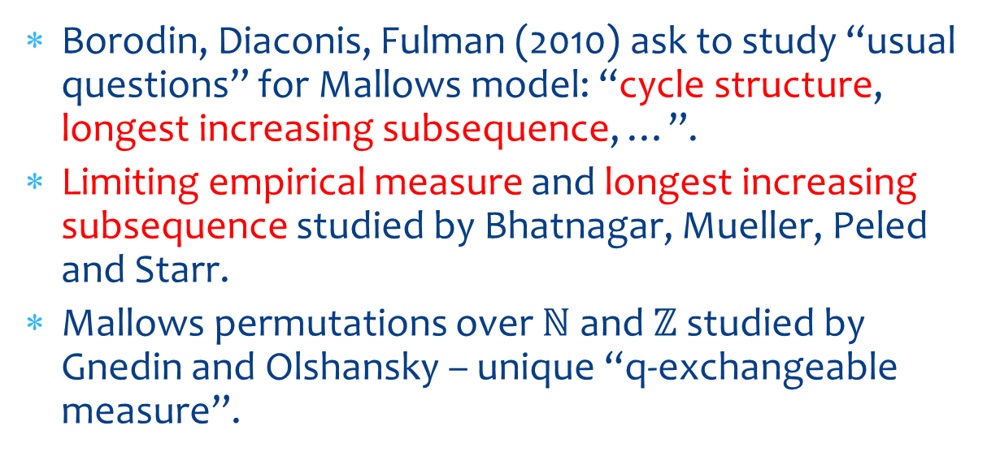 * Borodin, Diaconis, Fulman (2010) ask to study “usual
questions” for Mallows model: “cycle structure,
longest increasing subsequence, … ”.
* Limiting empirical measure and longest increasing
subsequence studied by Bhatnagar, Mueller, Peled
and Starr.
* Mallows permutations over ℕ and ℤ studied by
Gnedin and Olshansky – unique “q-exchangeable
measure”.